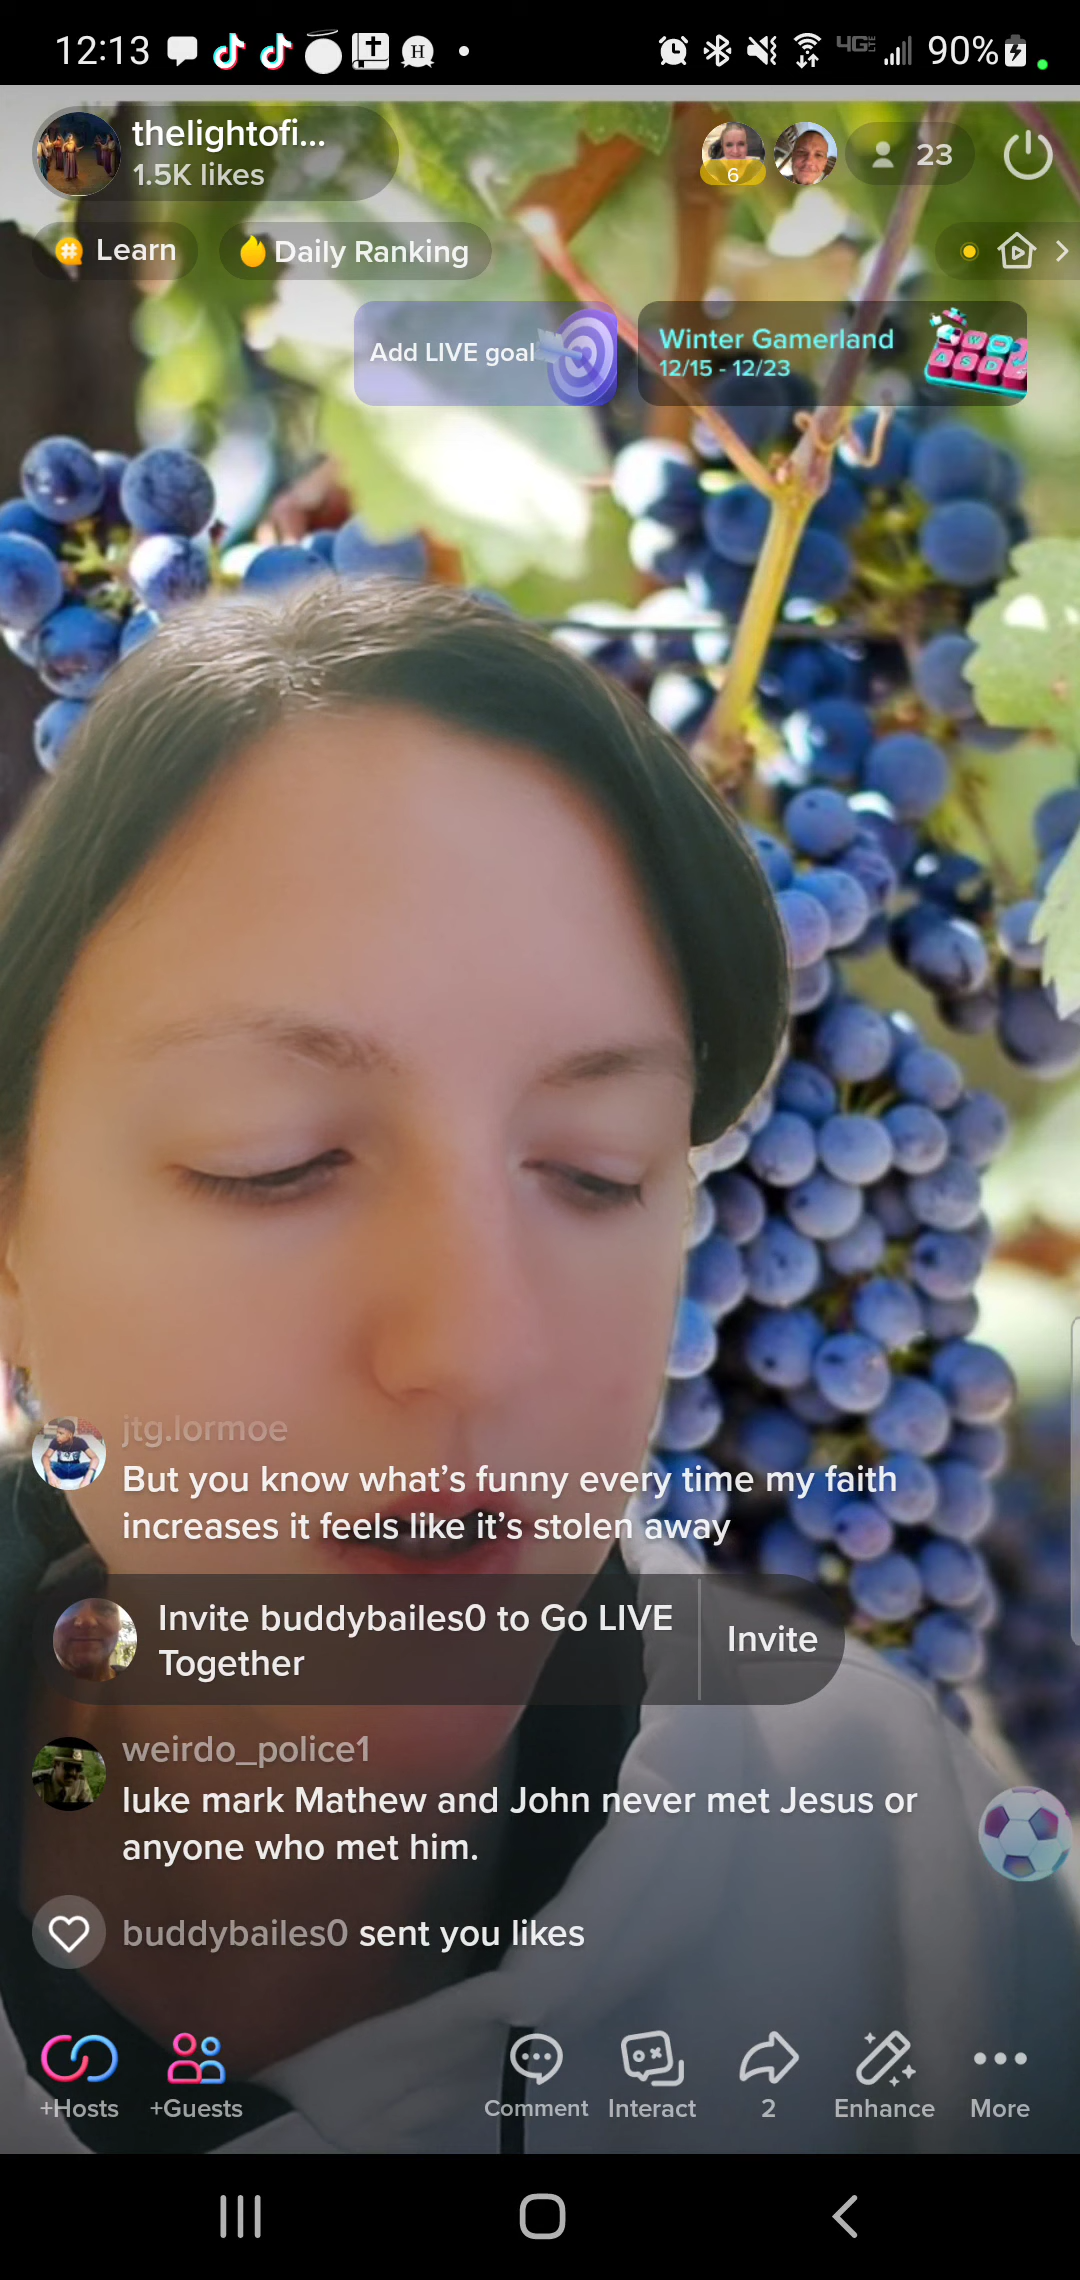 12:13
H
4G LTE
90%
thelightofi...
1.5K likes
6
23
Learn
Daily Ranking
Add LIVE goal
Winter Gamerland
12/15 - 12/23
W
A S D
jtg.lormoe
But you know what's funny every time my faith
increases it feels like it's stolen away
Invite buddybailes0 to Go LIVE
Together
Invite
weirdo_police1
luke mark Mathew and John never met Jesus or
anyone who met him.
buddybailes0 sent you likes
+Hosts
+Guests
Comment
Interact
2
Enhance
More